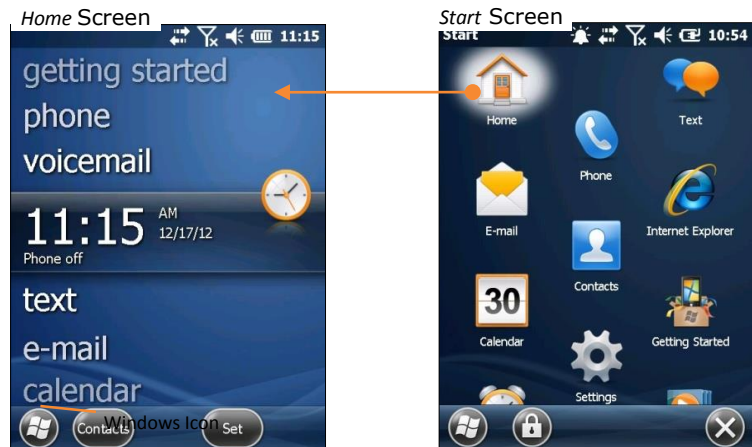 Home Screen
11:15
getting started
phone
voicemail
11:15 AM
12/17/12
Phone off
text
e-mail
calendar
Windows Icon
Contacts
Set
Start Screen
Start 10:54
Home
Text
Phone
E-mail
Internet Explorer
Contacts
30
Calendar
Getting Started
Settings